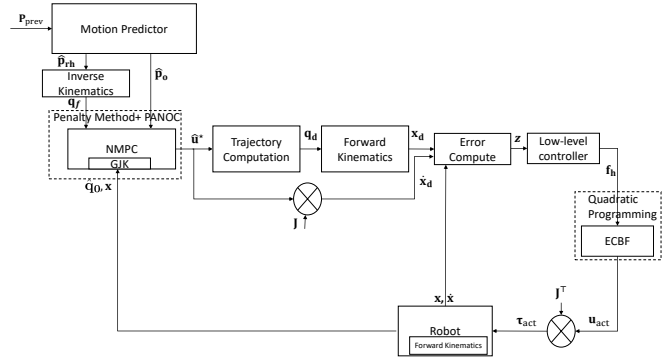 P_prev
Motion Predictor
p̂_rh
p̂_o
Inverse
Kinematics
q_f
Penalty Method+ PANOC
NMPC
GJK
û*
Trajectory
Computation
q_d
Forward
Kinematics
x_d
Error
Compute
z
Low-level
controller
q̂_0, x
J
ẋ_d
f_h
Quadratic
Programming
ECBF
x, ẋ
J^⊤
Robot
Forward Kinematics
τ_act
u_act